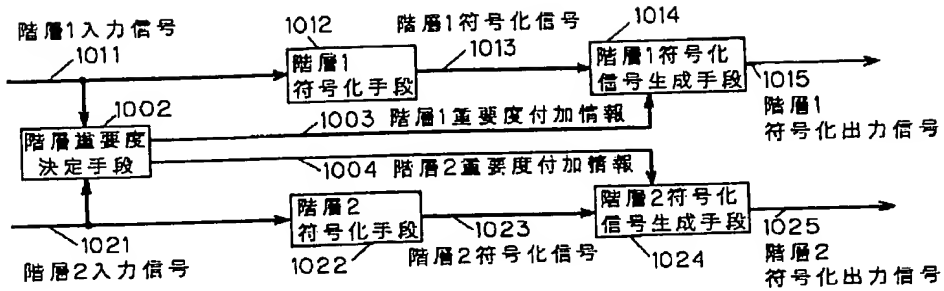 階層1入力信号
1011
1012
階層1
符号化手段
階層1符号化信号
1013
1014
階層1符号化
信号生成手段
1015
階層1
符号化出力信号
1002
階層重要度
決定手段
1003 階層1重要度付加情報
1004 階層2重要度付加情報
1021
階層2入力信号
階層2
符号化手段
1022
1023
階層2符号化信号
階層2符号化
信号生成手段
1024
1025
階層2
符号化出力信号